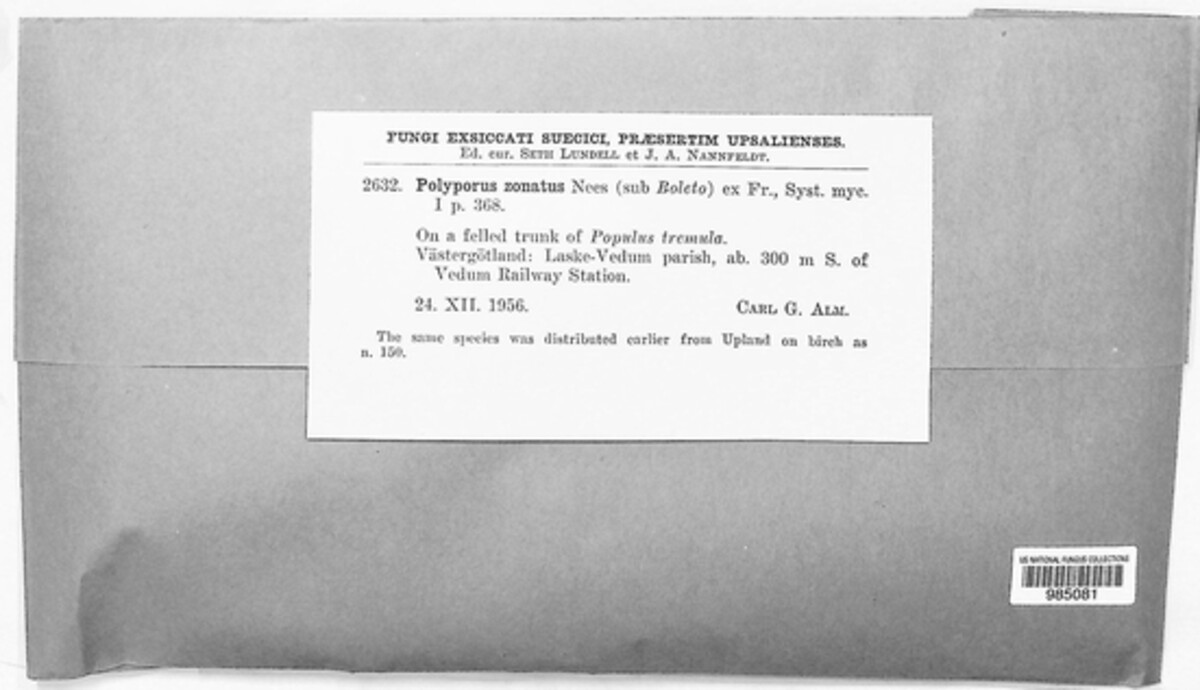 FUNGI EXSICCATI SUECICI, PRÆSERTIM UPSALIENSES.
Ed. cur. SETH LUNDELL et J. A. NANNFELDT.
2632. Polyporus zonatus Nees (sub Boleto) ex Fr., Syst. myc.
I p. 368.
On a felled trunk of Populus tremula.
Västergötland: Laske-Vedum parish, ab. 300 m S. of
Vedum Railway Station.
24. XII. 1956. CARL G. ALM.
The same species was distributed earlier from Upland on birch as
n. 150.
US NATIONAL FUNGUS COLLECTIONS
985081